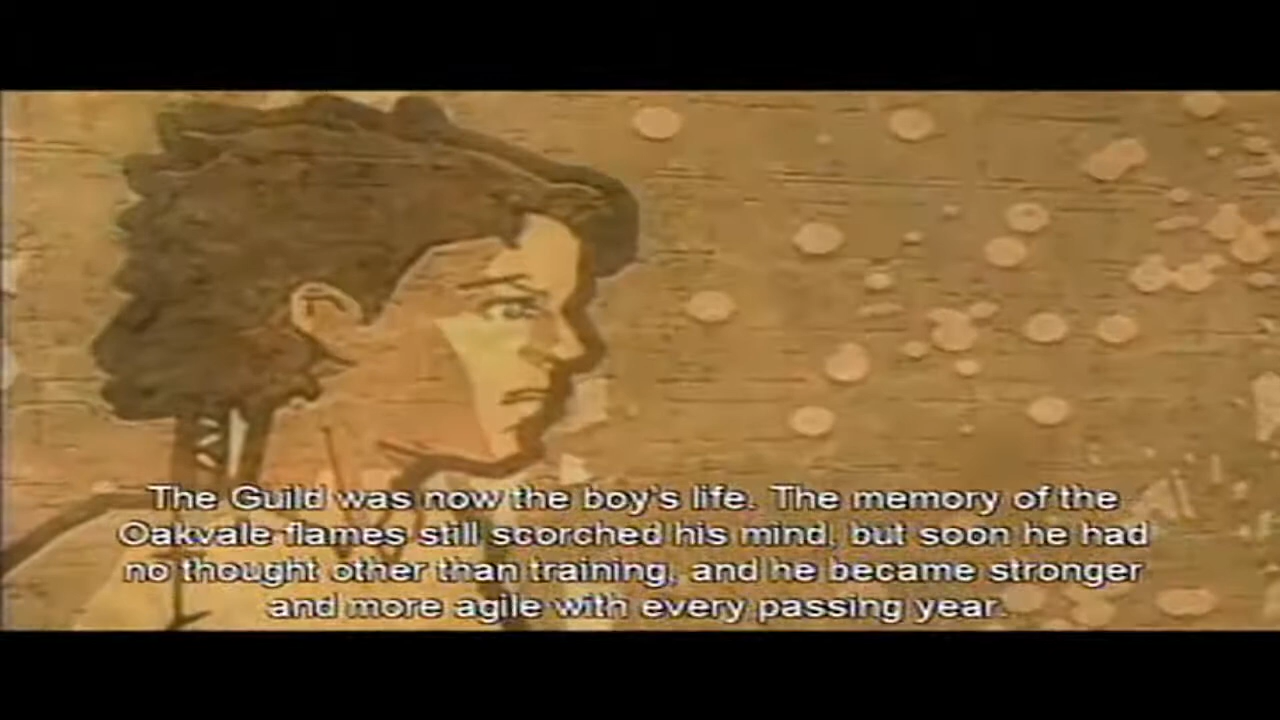 The Guild was now the boy's life. The memory of the
Oakvale flames still scorched his mind, but soon he had
no thought other than training, and he became stronger
and more agile with every passing year.